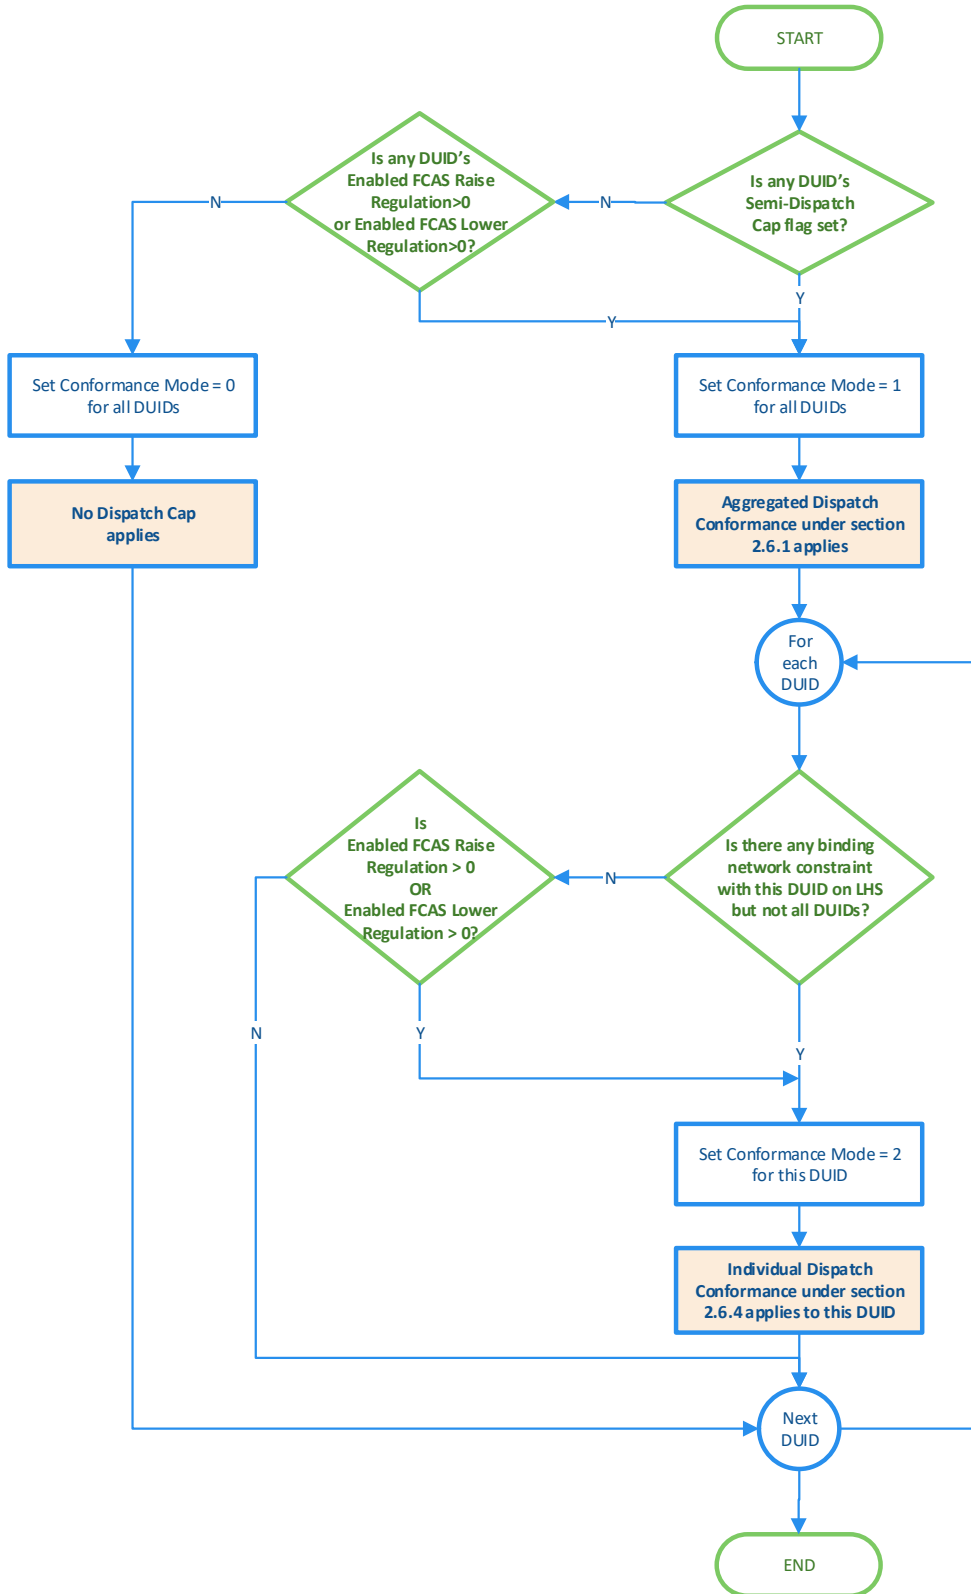 START
Is any DUID's
Semi-Dispatch
Cap flag set?
N
Is any DUID's
Enabled FCAS Raise
Regulation>0
or Enabled FCAS Lower
Regulation>0?
N
Y
Y
Set Conformance Mode = 0
for all DUIDs
Set Conformance Mode = 1
for all DUIDs
No Dispatch Cap
applies
Aggregated Dispatch
Conformance under section
2.6.1 applies
For
each
DUID
Is there any binding
network constraint
with this DUID on LHS
but not all DUIDs?
N
Is
Enabled FCAS Raise
Regulation > 0
OR
Enabled FCAS Lower
Regulation > 0?
N
Y
Y
Set Conformance Mode = 2
for this DUID
Individual Dispatch
Conformance under section
2.6.4 applies to this DUID
Next
DUID
END